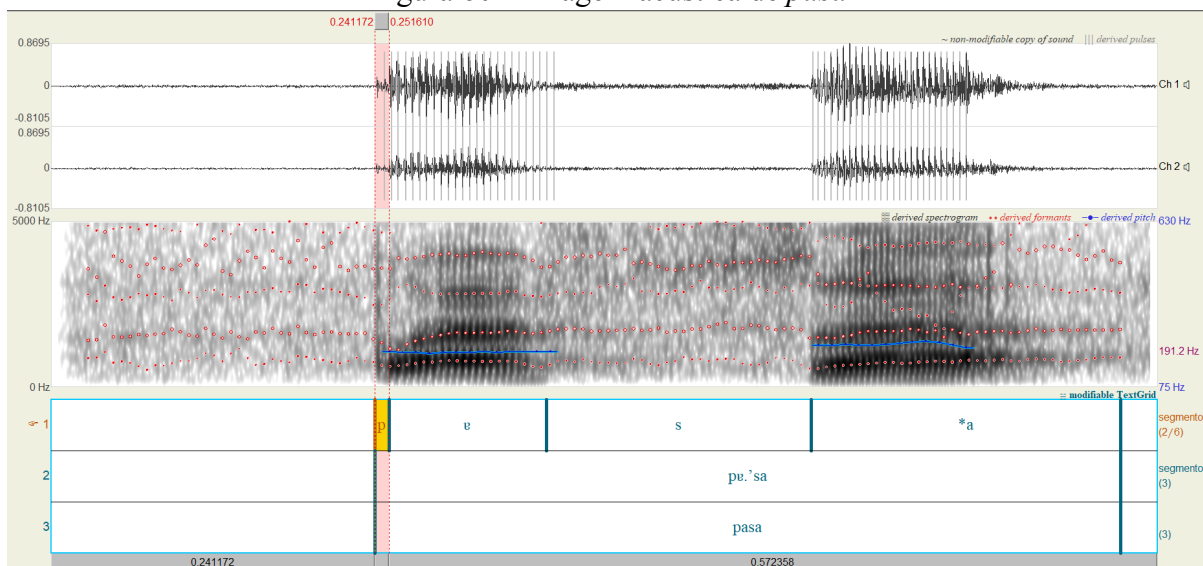 0.241172 0.251610
0.8695 ~ non-modifiable copy of sound ||| derived pulses
0 Ch 1
-0.8105
0.8695
0 Ch 2
-0.8105
5000 Hz derived spectrogram derived formants derived pitch 630 Hz
191.2 Hz
0 Hz 75 Hz
modifiable TextGrid
1 p ɐ s *a segmento
(2/6)
2 pɐ.’sa segmento
(3)
3 pasa (3)
0.241172 0.572358